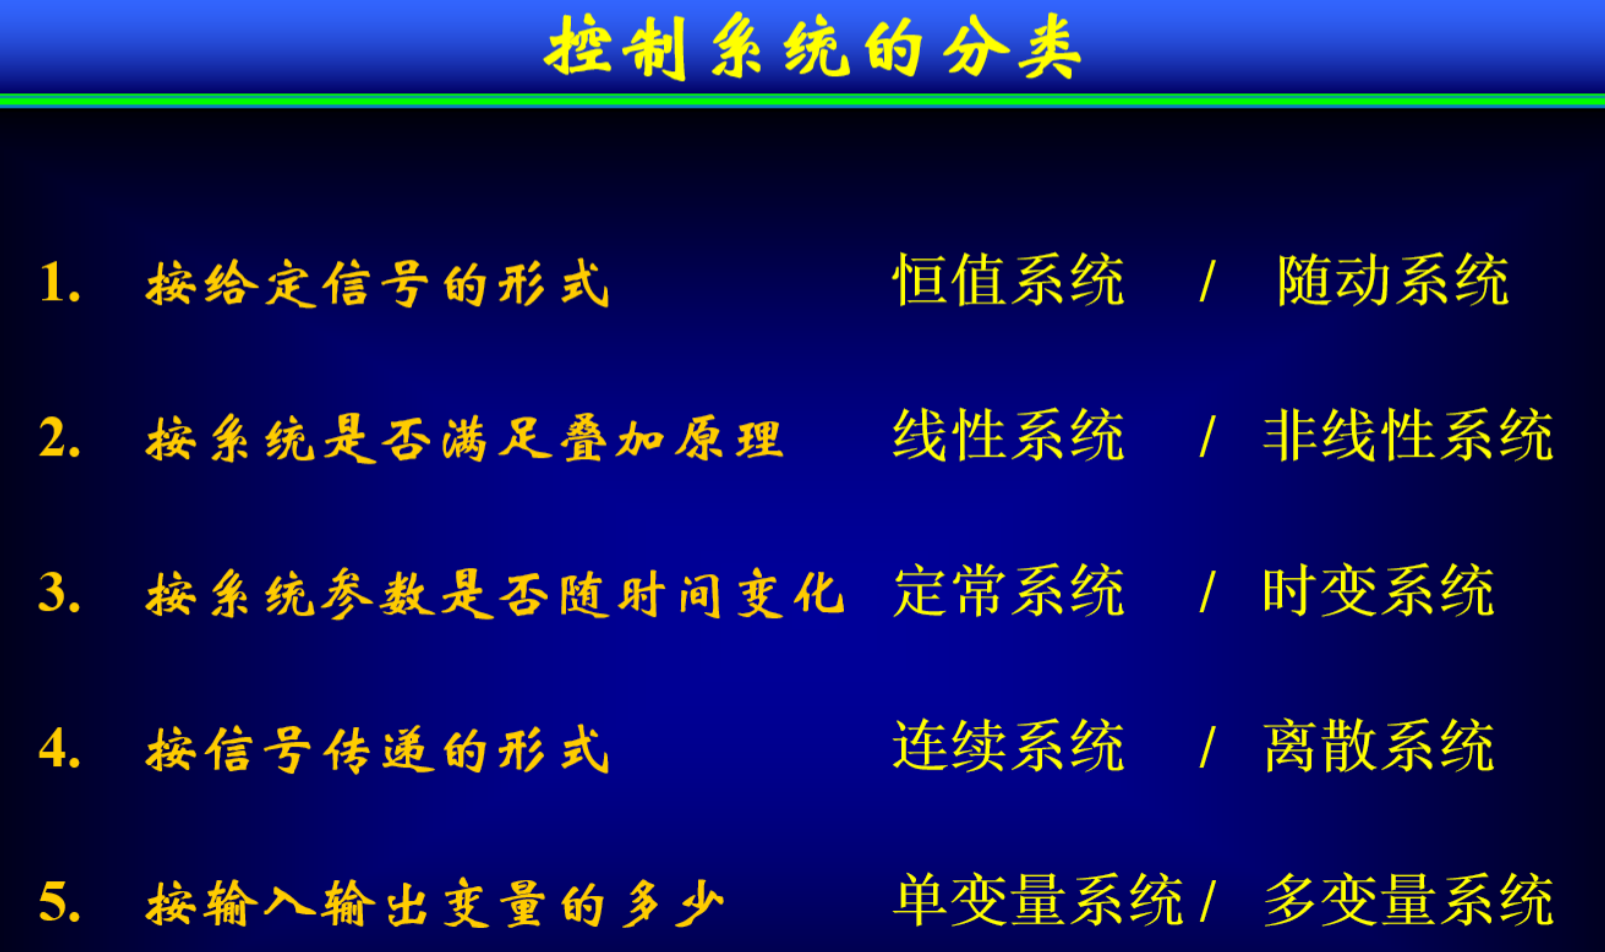 控制系统的分类
1. 按给定信号的形式 恒值系统 / 随动系统
2. 按系统是否满足叠加原理 线性系统 / 非线性系统
3. 按系统参数是否随时间变化 定常系统 / 时变系统
4. 按信号传递的形式 连续系统 / 离散系统
5. 按输入输出变量的多少 单变量系统 / 多变量系统